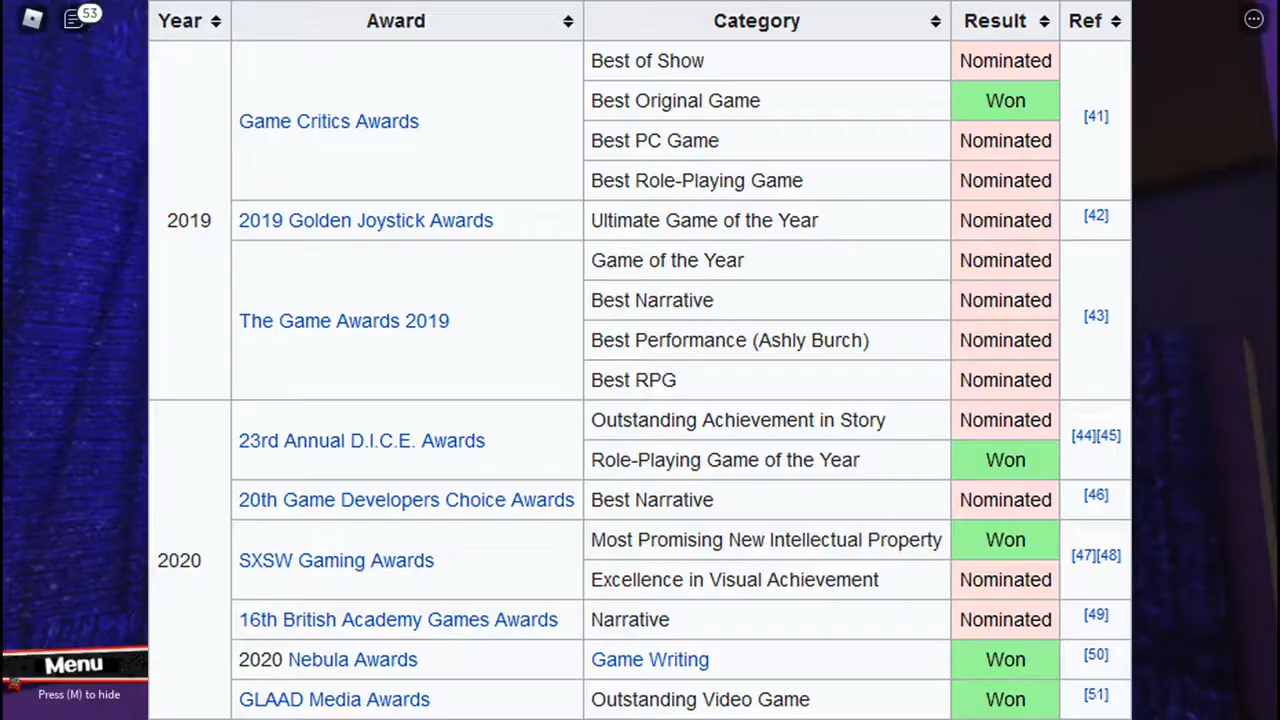 53
Year Award Category Result Ref
Best of Show Nominated
Best Original Game Won
Game Critics Awards [41]
Best PC Game Nominated
Best Role-Playing Game Nominated
2019 2019 Golden Joystick Awards Ultimate Game of the Year Nominated [42]
Game of the Year Nominated
Best Narrative Nominated
The Game Awards 2019 [43]
Best Performance (Ashly Burch) Nominated
Best RPG Nominated
Outstanding Achievement in Story Nominated
23rd Annual D.I.C.E. Awards [44][45]
Role-Playing Game of the Year Won
20th Game Developers Choice Awards Best Narrative Nominated [46]
Most Promising New Intellectual Property Won
2020 SXSW Gaming Awards [47][48]
Excellence in Visual Achievement Nominated
16th British Academy Games Awards Narrative Nominated [49]
2020 Nebula Awards Game Writing Won [50]
GLAAD Media Awards Outstanding Video Game Won [51]
Menu
Press (M) to hide